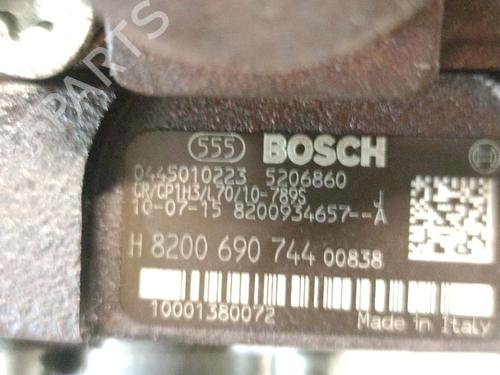 PARTS
555 BOSCH
0445010223 5206860
GR/CP1H3/L70/10-789S J
10-07-15 8200934657--A
H 8200 690 744 00838
10001380072
Made in Italy